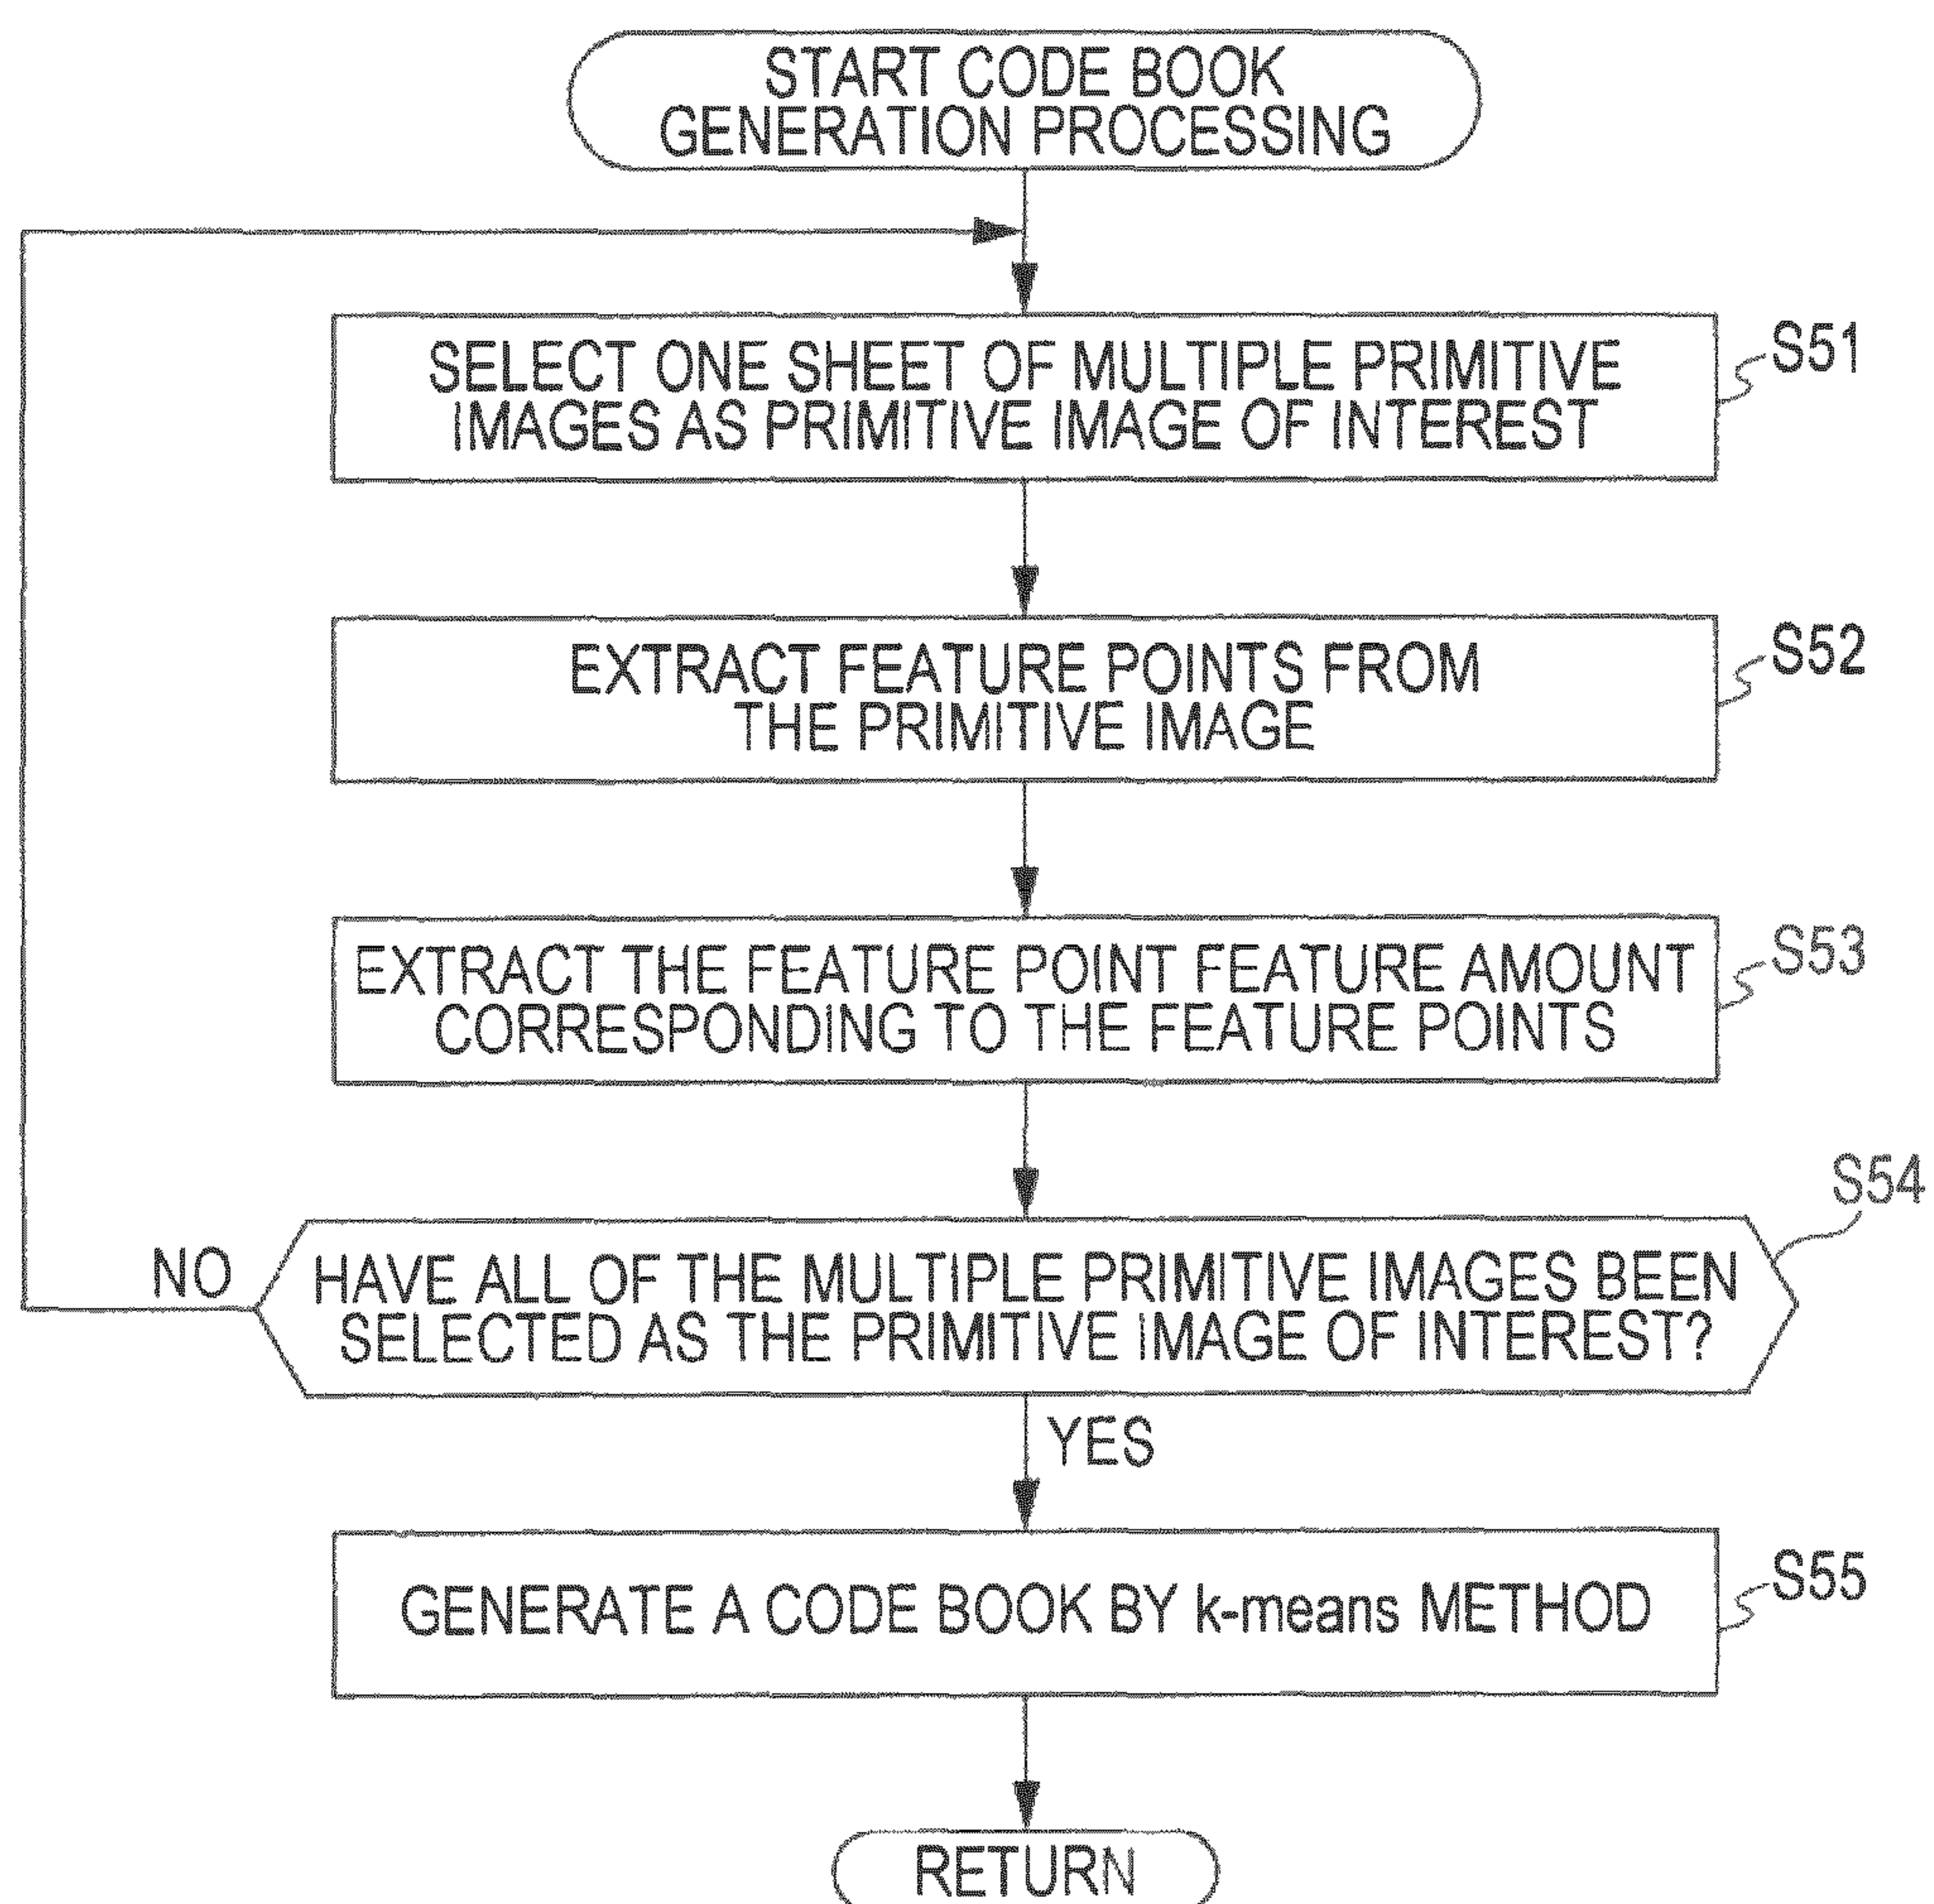 START CODE BOOK
GENERATION PROCESSING
SELECT ONE SHEET OF MULTIPLE PRIMITIVE
IMAGES AS PRIMITIVE IMAGE OF INTEREST
S51
EXTRACT FEATURE POINTS FROM
THE PRIMITIVE IMAGE
S52
EXTRACT THE FEATURE POINT FEATURE AMOUNT
CORRESPONDING TO THE FEATURE POINTS
S53
S54
NO
HAVE ALL OF THE MULTIPLE PRIMITIVE IMAGES BEEN
SELECTED AS THE PRIMITIVE IMAGE OF INTEREST?
YES
GENERATE A CODE BOOK BY k-means METHOD
S55
RETURN